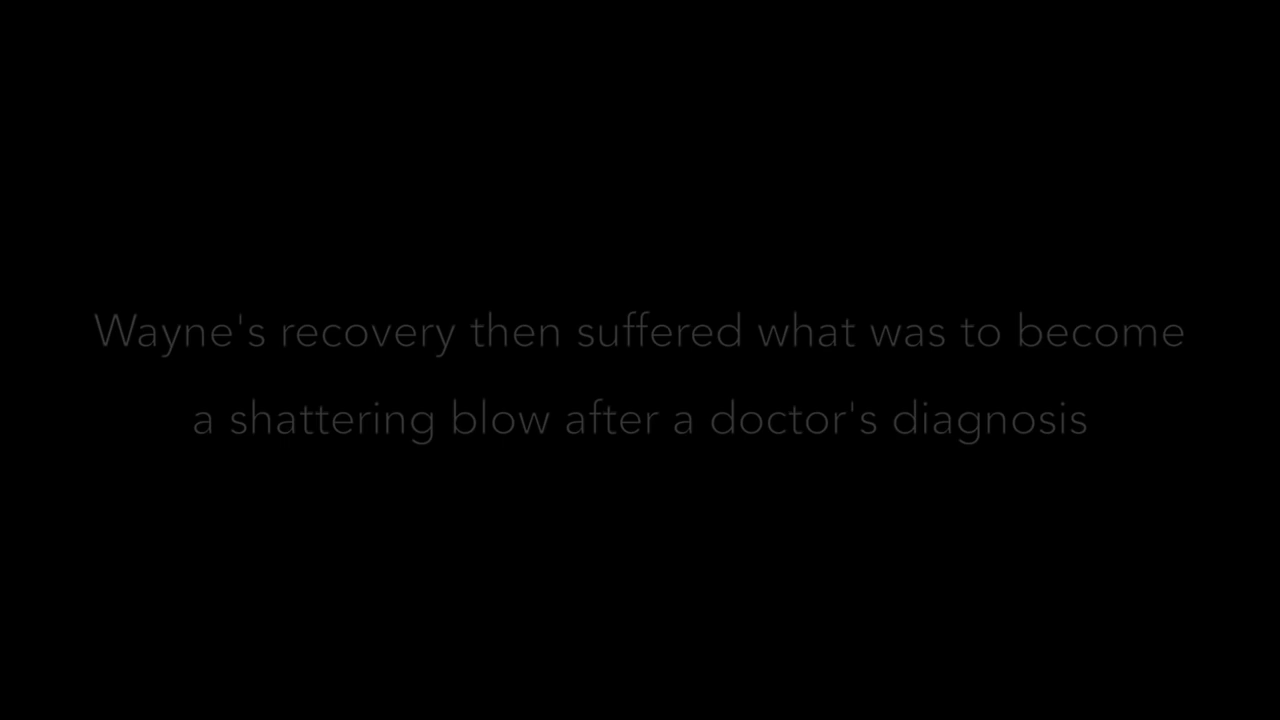 Wayne's recovery then suffered what was to become
a shattering blow after a doctor's diagnosis